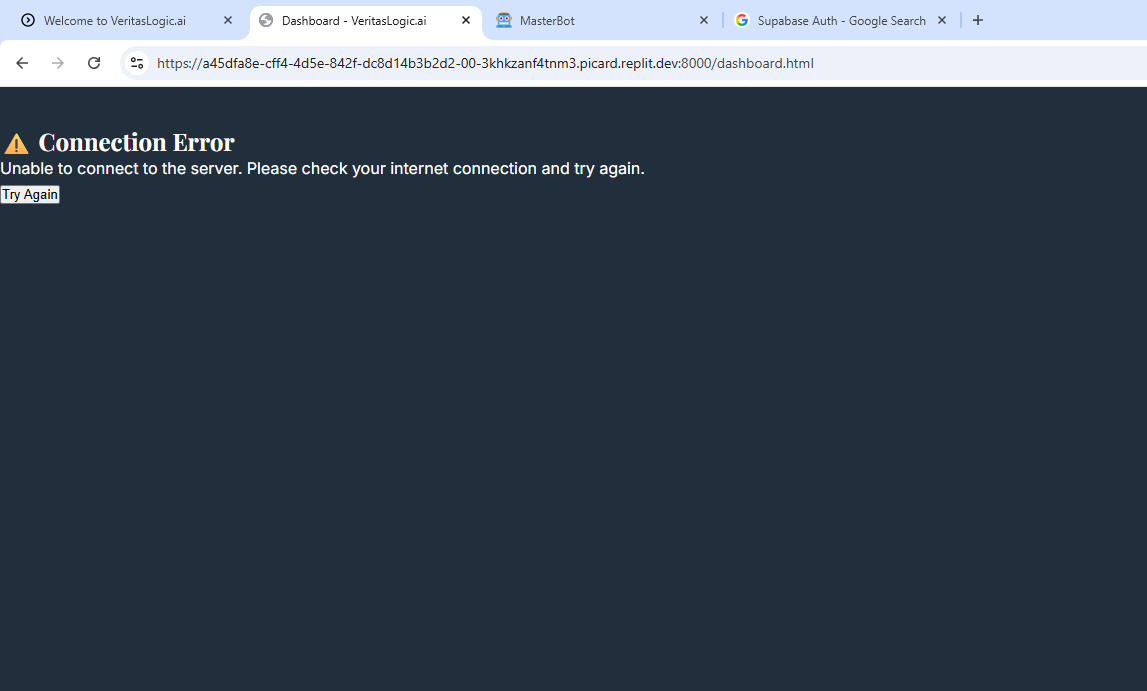 Welcome to VeritasLogic.ai
Dashboard - VeritasLogic.ai
MasterBot
Supabase Auth - Google Search
https://a45dfa8e-cff4-4d5e-842f-dc8d14b3b2d2-00-3khkzanf4tnm3.picard.replit.dev:8000/dashboard.html
Connection Error
Unable to connect to the server. Please check your internet connection and try again.
Try Again